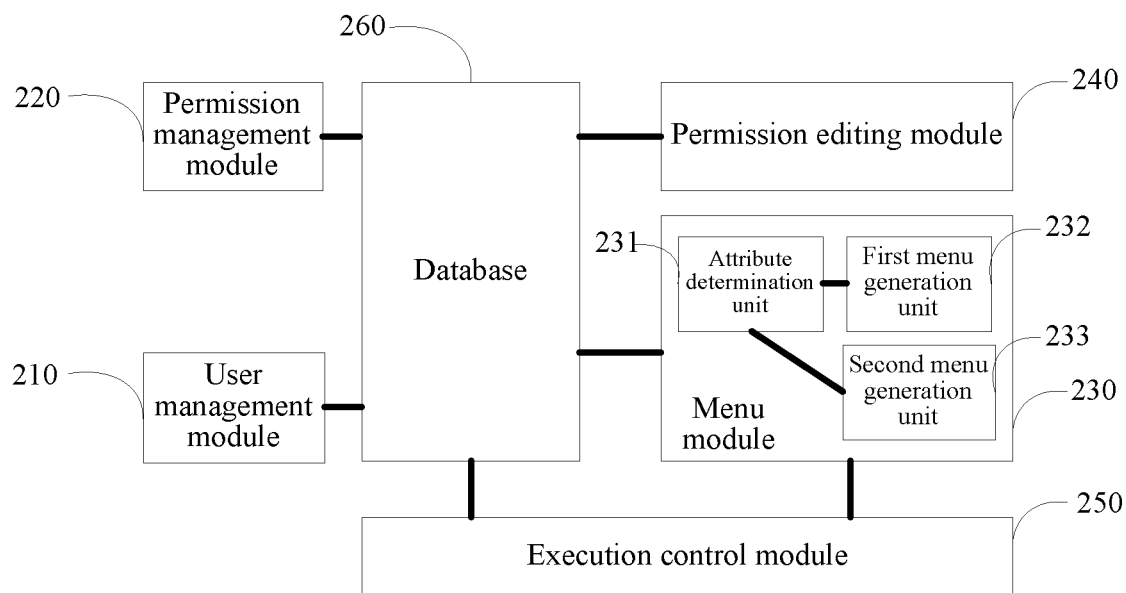 260
220
Permission
management
module
240
Permission editing module
Database
231
Attribute
determination
unit
232
First menu
generation
unit
233
Second menu
generation
unit
230
Menu
module
210
User
management
module
250
Execution control module